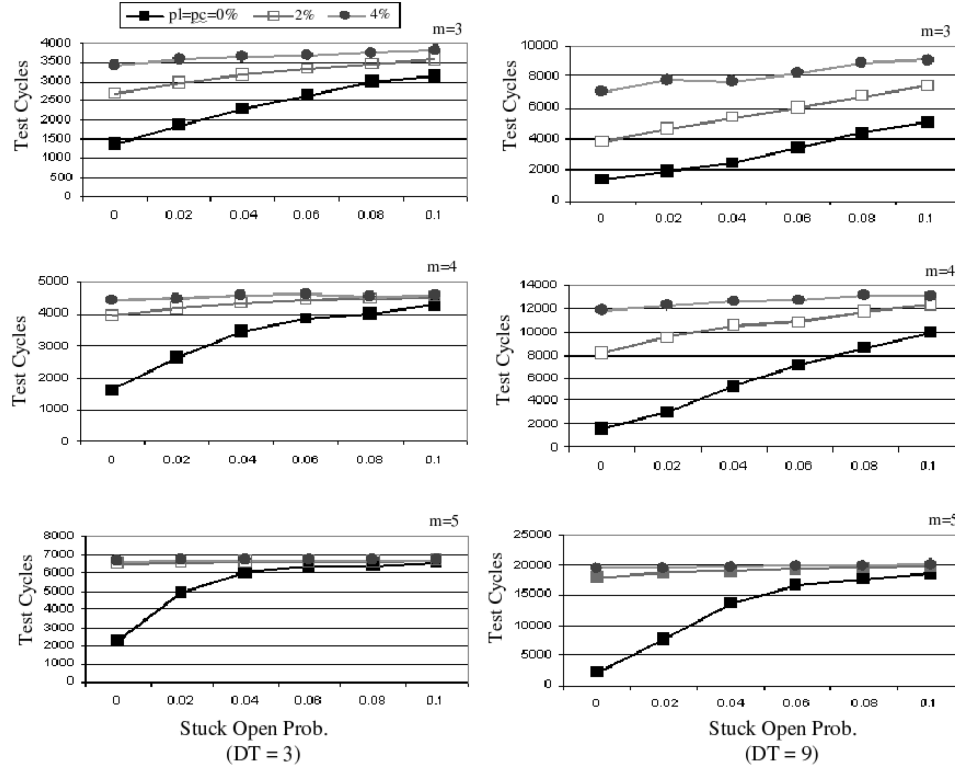 pl=pc=0% 2% 4%
m=3
Test Cycles
4000
3500
3000
2500
2000
1500
1000
500
0
0 0.02 0.04 0.06 0.08 0.1
m=3
Test Cycles
10000
8000
6000
4000
2000
0
0 0.02 0.04 0.06 0.08 0.1
m=4
Test Cycles
5000
4000
3000
2000
1000
0
0 0.02 0.04 0.06 0.08 0.1
m=4
Test Cycles
14000
12000
10000
8000
6000
4000
2000
0
0 0.02 0.04 0.06 0.08 0.1
m=5
Test Cycles
8000
7000
6000
5000
4000
3000
2000
1000
0
0 0.02 0.04 0.06 0.08 0.1
Stuck Open Prob.
(DT = 3)
m=5
Test Cycles
25000
20000
15000
10000
5000
0
0 0.02 0.04 0.06 0.08 0.1
Stuck Open Prob.
(DT = 9)